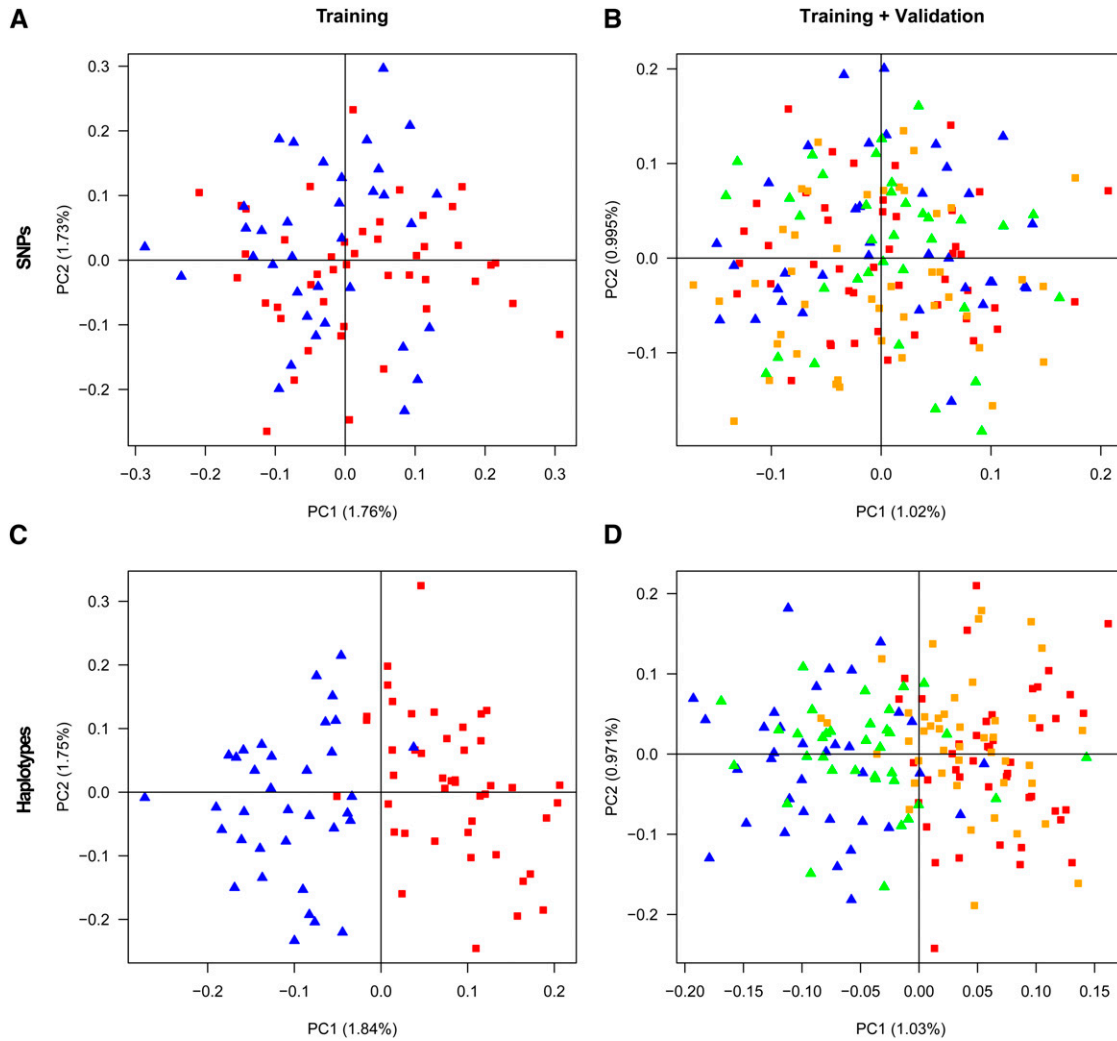 A Training
B Training + Validation
SNPs
PC2 (1.73%)
0.3
0.2
0.1
0.0
−0.1
−0.2
−0.3 −0.2 −0.1 0.0 0.1 0.2 0.3
PC1 (1.76%)
PC2 (0.995%)
0.2
0.1
0.0
−0.1
−0.1 0.0 0.1 0.2
PC1 (1.02%)
C
D
Haplotypes
PC2 (1.75%)
0.3
0.2
0.1
0.0
−0.1
−0.2
−0.2 −0.1 0.0 0.1 0.2
PC1 (1.84%)
PC2 (0.971%)
0.2
0.1
0.0
−0.1
−0.2
−0.20 −0.15 −0.10 −0.05 0.00 0.05 0.10 0.15
PC1 (1.03%)